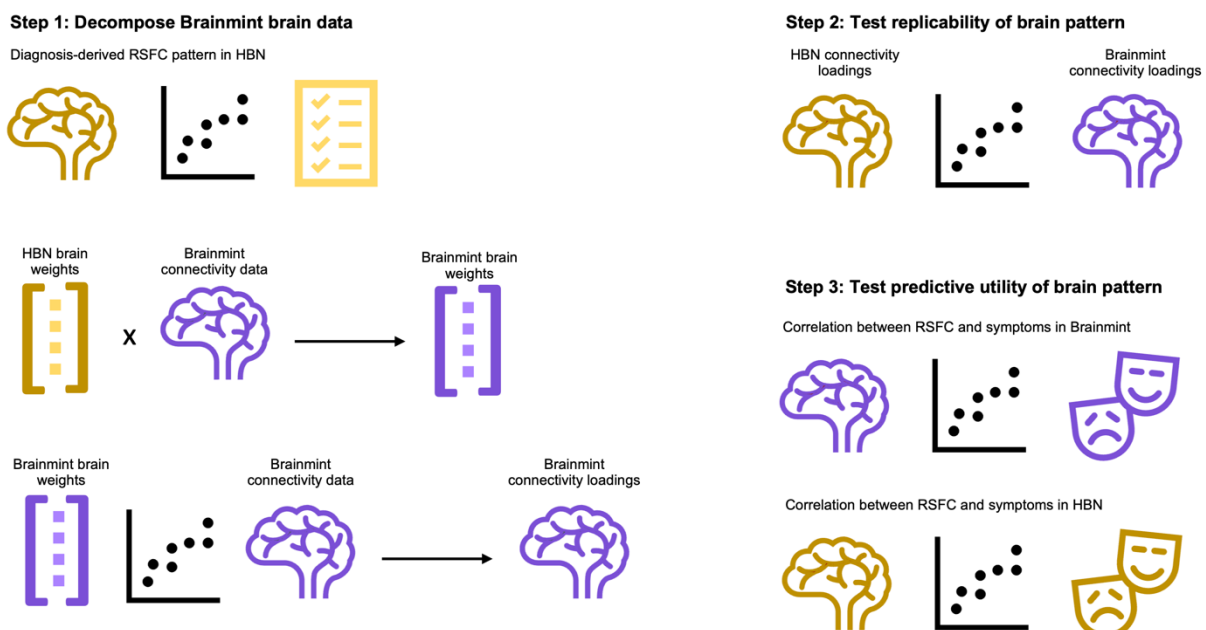 Step 1: Decompose Brainmint brain data
Diagnosis-derived RSFC pattern in HBN
HBN brain
weights
X
Brainmint
connectivity data
Brainmint brain
weights
Brainmint brain
weights
Brainmint
connectivity data
Brainmint
connectivity loadings
Step 2: Test replicability of brain pattern
HBN connectivity
loadings
Brainmint
connectivity loadings
Step 3: Test predictive utility of brain pattern
Correlation between RSFC and symptoms in Brainmint
Correlation between RSFC and symptoms in HBN